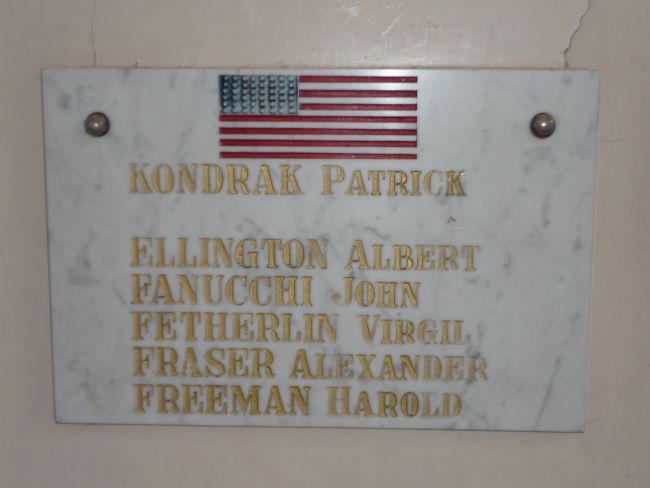 KONDRAK PATRICK
ELLINGTON ALBERT
FANUCCHI JOHN
FETHERLIN VIRGIL
FRASER ALEXANDER
FREEMAN HAROLD